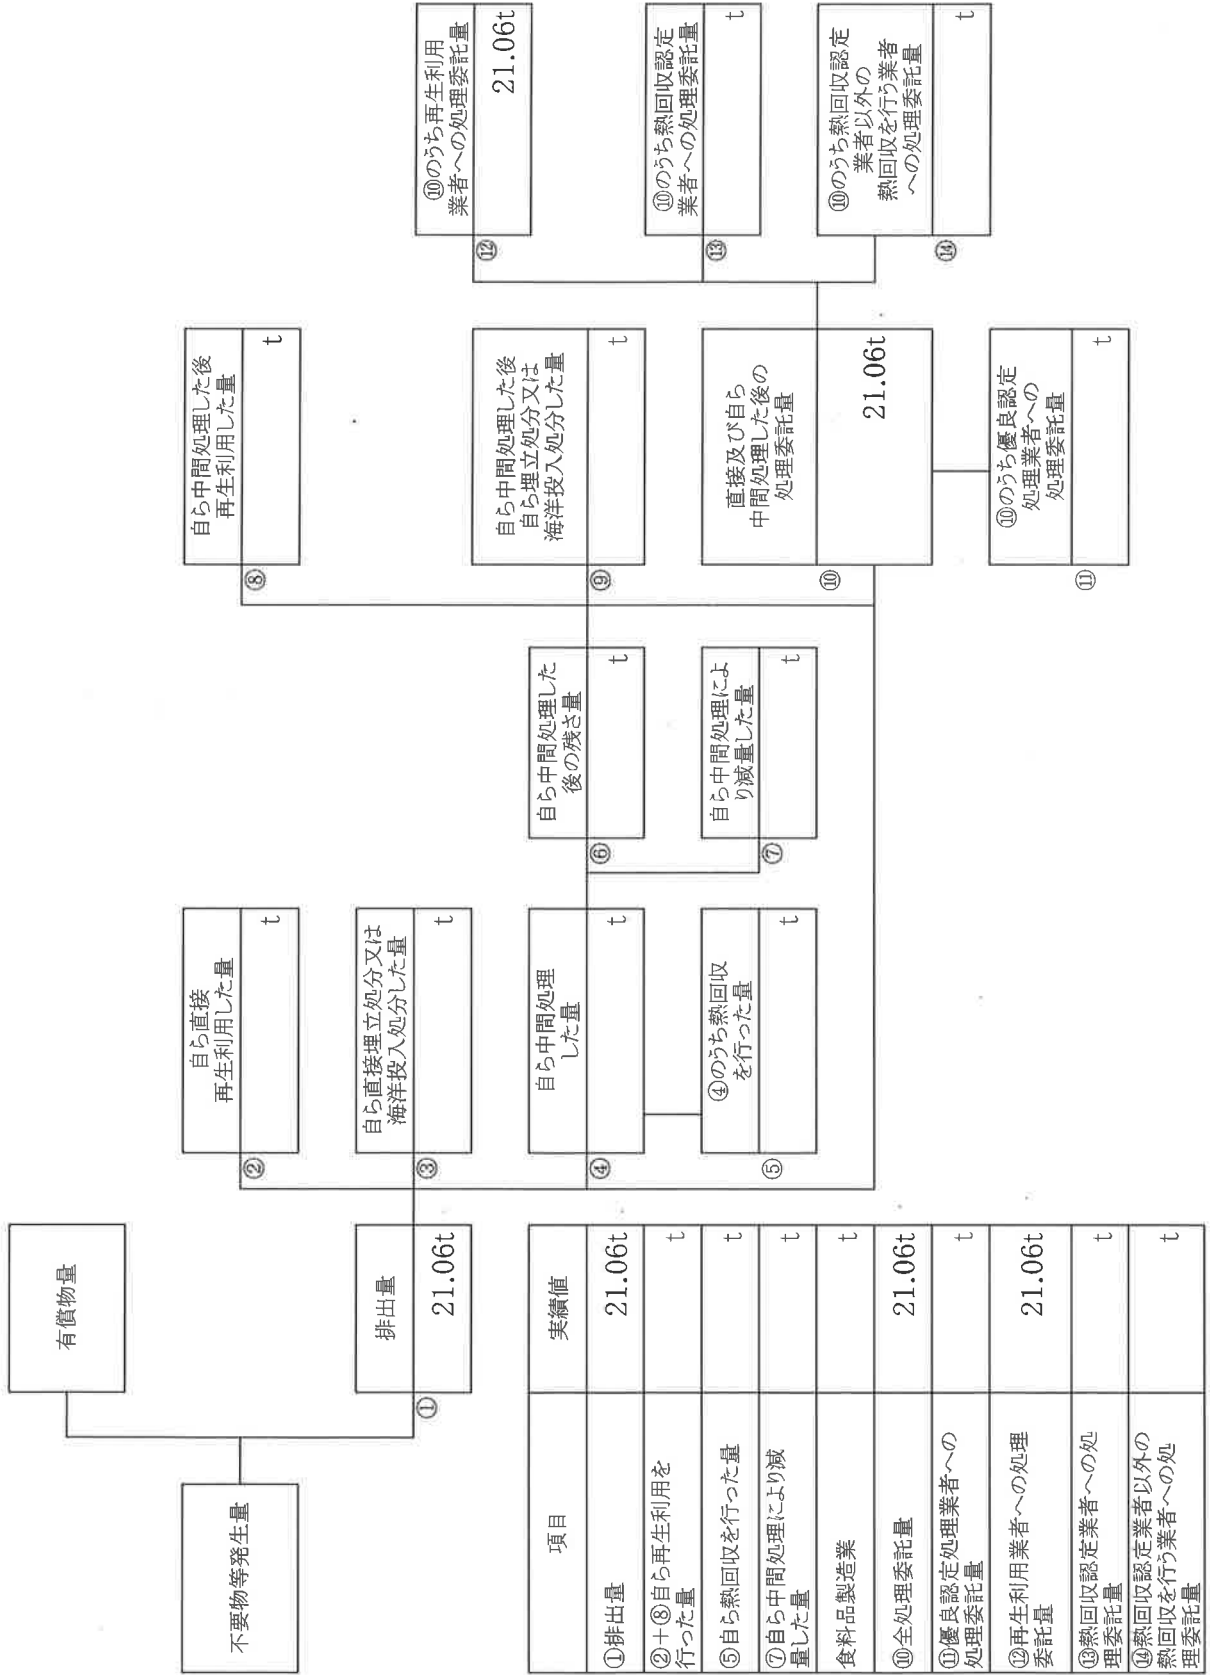 不要物等発生量
有償物量
排出量
①
21.06t
自ら直接
再生利用した量
②
t
自ら直接埋立処分又は
海洋投入処分した量
③
t
自ら中間処理
した量
④
t
④のうち熱回収
を行った量
⑤
t
自ら中間処理した
後の残さ量
⑥
t
自ら中間処理によ
り減量した量
⑦
t
自ら中間処理した後
再生利用した量
⑧
t
自ら中間処理した後
自ら埋立処分又は
海洋投入処分した量
⑨
t
直接及び自ら
中間処理した後の
処理委託量
⑩
21.06t
⑩のうち優良認定
処理業者への
処理委託量
⑪
t
⑩のうち再生利用
業者への処理委託量
⑫
21.06t
⑩のうち熱回収認定
業者への処理委託量
⑬
t
⑩のうち熱回収認定
業者以外の
熱回収を行う業者
への処理委託量
⑭
t
項目 実績値
①排出量 21.06t
②+⑧自ら再生利用を
行った量 t
⑤自ら熱回収を行った量 t
⑦自ら中間処理により減
量した量 t
食料品製造業 t
⑩全処理委託量 21.06t
⑪優良認定処理業者への
処理委託量 t
⑫再生利用業者への処理
委託量 21.06t
⑬熱回収認定業者への処
理委託量 t
⑭熱回収認定業者以外の
熱回収を行う業者への処
理委託量 t